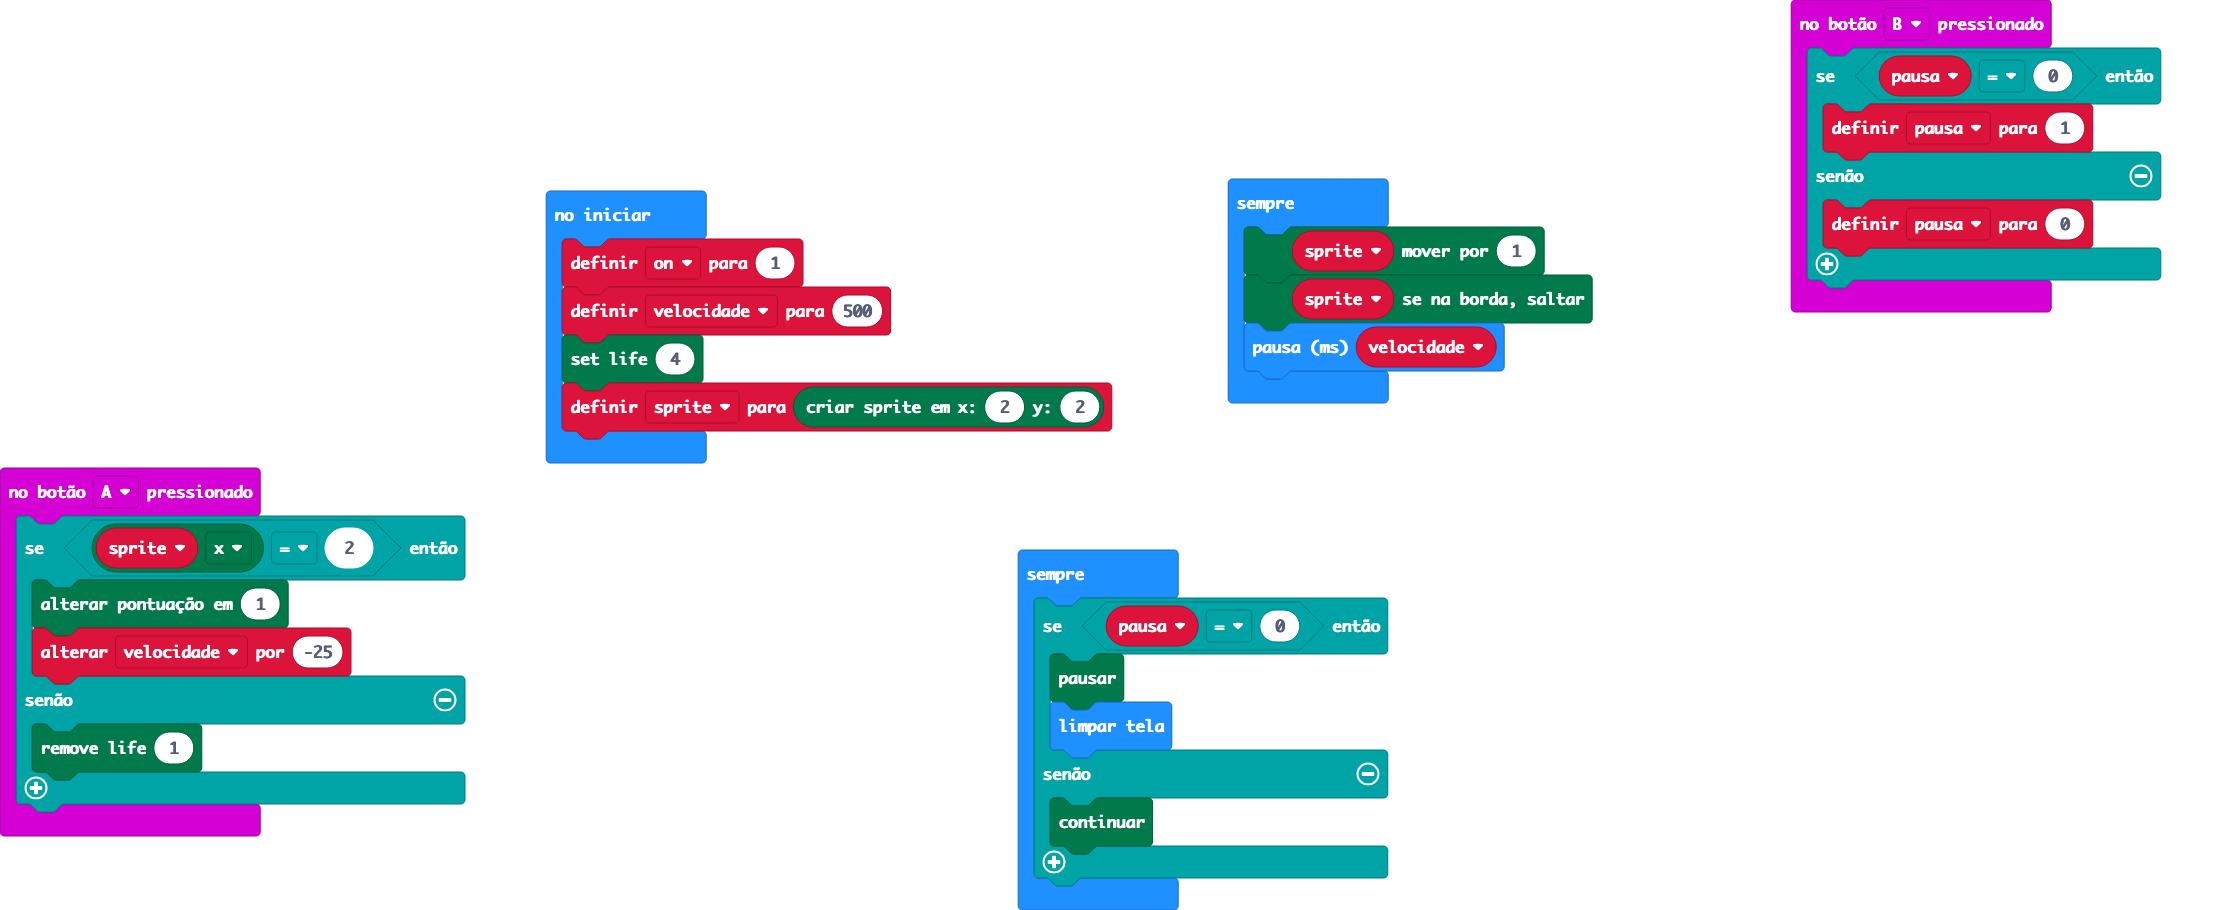 no botão B pressionado
se pausa = 0 então
definir pausa para 1
senão
definir pausa para 0
no iniciar
definir on para 1
definir velocidade para 500
set life 4
definir sprite para criar sprite em x: 2 y: 2
sempre
sprite mover por 1
sprite se na borda, saltar
pausa (ms) velocidade
no botão A pressionado
se sprite x = 2 então
alterar pontuação em 1
alterar velocidade por -25
senão
remove life 1
sempre
se pausa = 0 então
pausar
limpar tela
senão
continuar